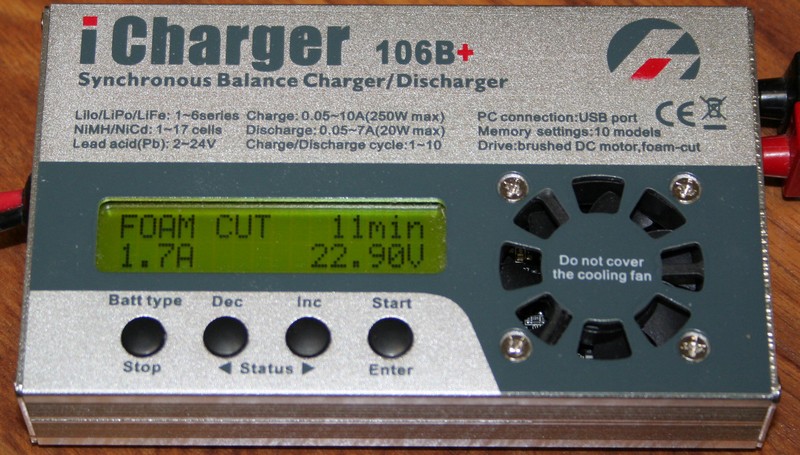 iCharger 106B+
Synchronous Balance Charger/Discharger
LiIo/LiPo/LiFe: 1~6series Charge: 0.05~10A(250W max) PC connection:USB port
NiMH/NiCd: 1~17 cells Discharge: 0.05~7A(20W max) Memory settings:10 models
Lead acid(Pb): 2~24V Charge/Discharge cycle:1~10 Drive:brushed DC motor,foam-cut
CE
FOAM CUT 11min
1.7A 22.90V
Do not cover
the cooling fan
Batt type Dec Inc Start
Stop ◀ Status ▶ Enter